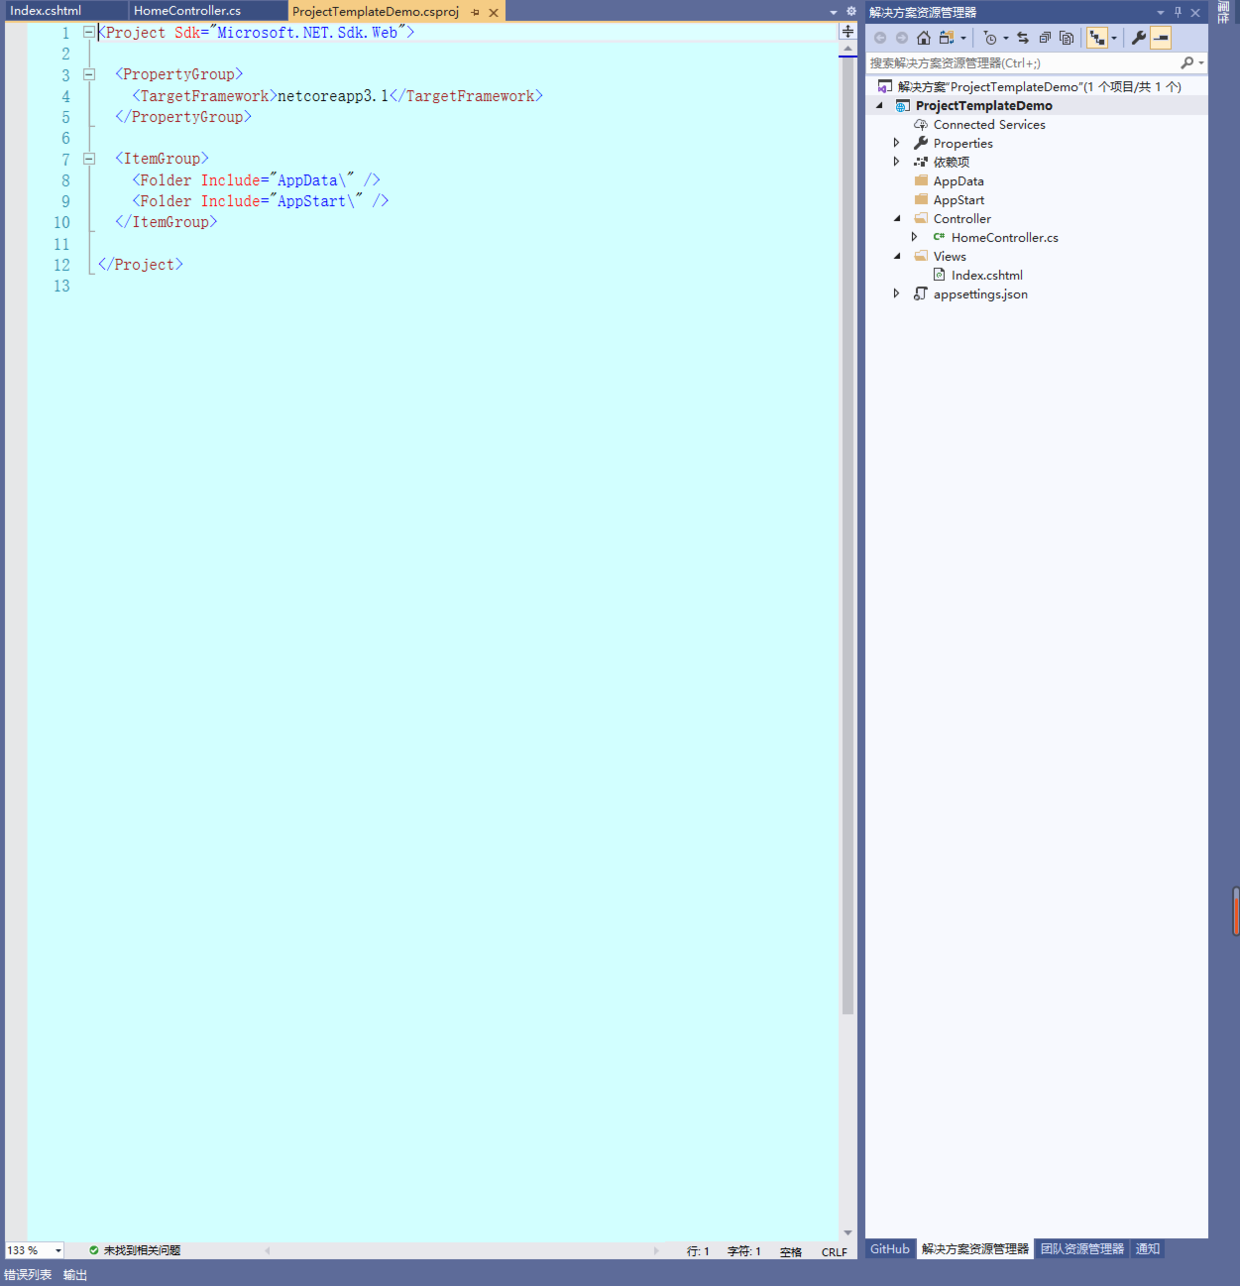 Index.cshtml
HomeController.cs
ProjectTemplateDemo.csproj
1 <Project Sdk="Microsoft.NET.Sdk.Web">
2
3 <PropertyGroup>
4 <TargetFramework>netcoreapp3.1</TargetFramework>
5 </PropertyGroup>
6
7 <ItemGroup>
8 <Folder Include="AppData\" />
9 <Folder Include="AppStart\" />
10 </ItemGroup>
11
12 </Project>
13
133 %
未找到相关问题
行: 1
字符: 1
空格
CRLF
错误列表
输出
解决方案资源管理器
搜索解决方案资源管理器(Ctrl+;)
解决方案"ProjectTemplateDemo"(1 个项目/共 1 个)
ProjectTemplateDemo
Connected Services
Properties
依赖项
AppData
AppStart
Controller
C# HomeController.cs
Views
Index.cshtml
appsettings.json
GitHub
解决方案资源管理器
团队资源管理器
通知
属性